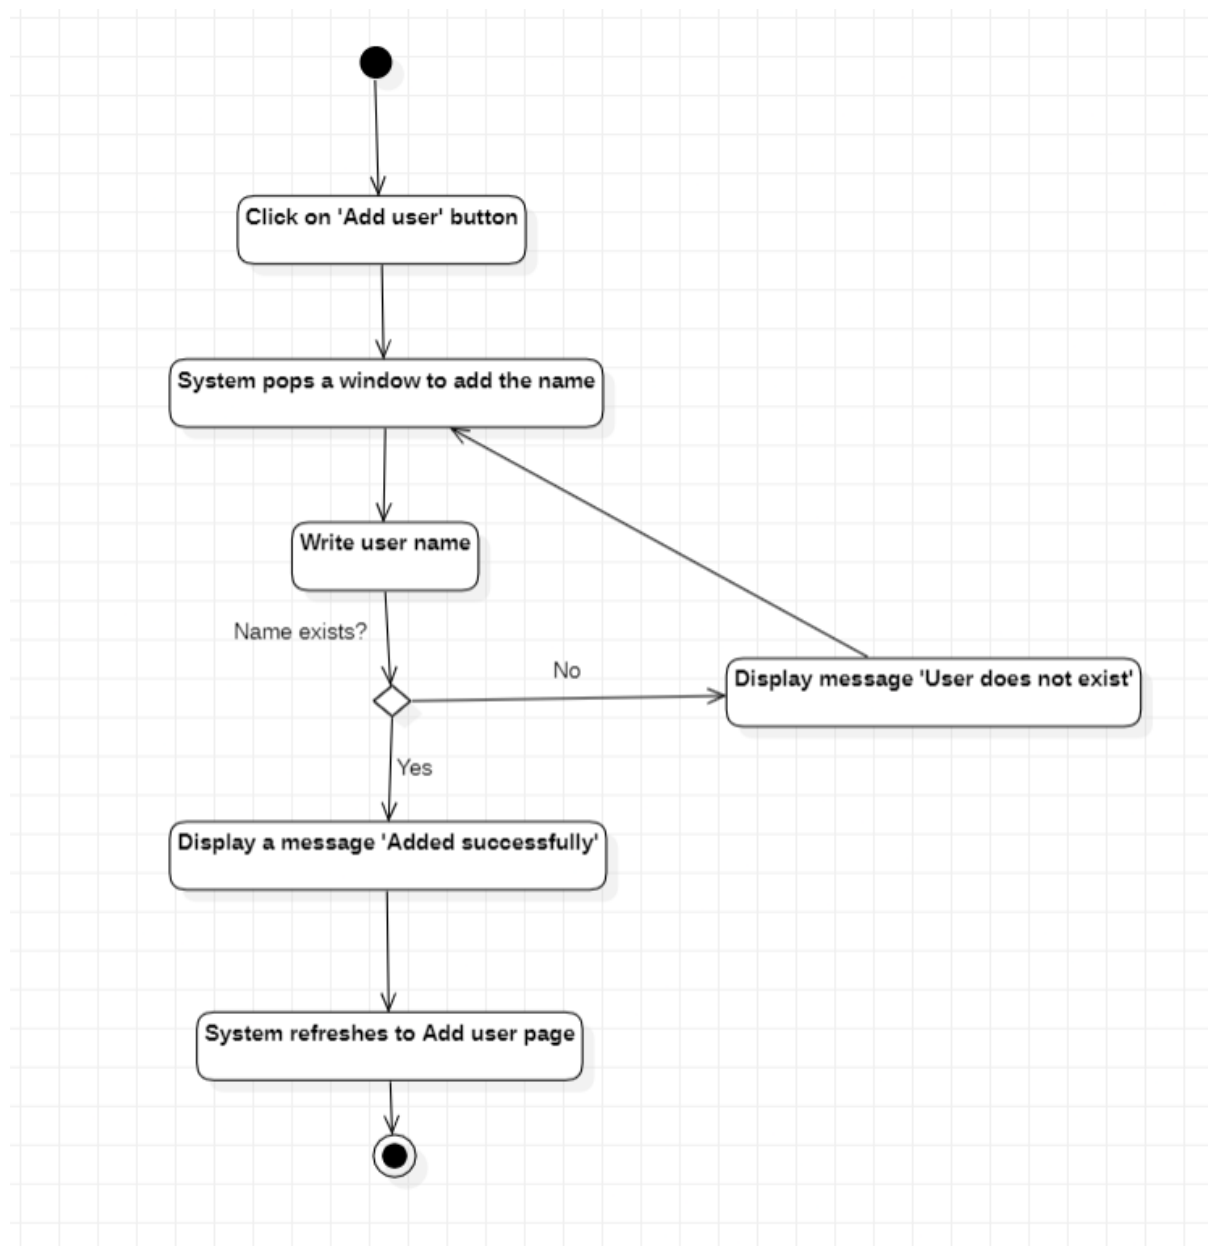 Click on 'Add user' button
System pops a window to add the name
Write user name
Name exists?
No
Display message 'User does not exist'
Yes
Display a message 'Added successfully'
System refreshes to Add user page